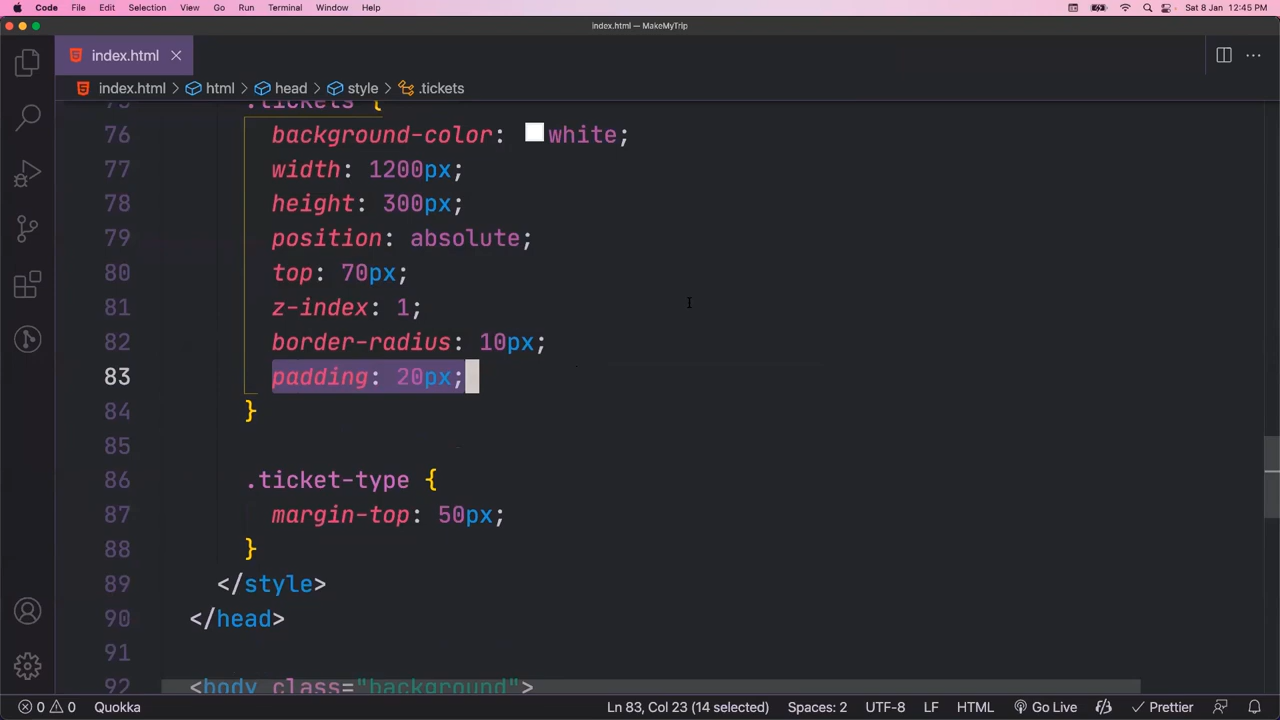 Code File Edit Selection View Go Run Terminal Window Help Sat 8 Jan 12:45 PM
index.html — MakeMyTrip
index.html
index.html > html > head > style > .tickets
75 .tickets {
76 background-color: white;
77 width: 1200px;
78 height: 300px;
79 position: absolute;
80 top: 70px;
81 z-index: 1;
82 border-radius: 10px;
83 padding: 20px;
84 }
85
86 .ticket-type {
87 margin-top: 50px;
88 }
89 </style>
90 </head>
91
92 <body class="background">
0 0 Quokka Ln 83, Col 23 (14 selected) Spaces: 2 UTF-8 LF HTML Go Live Prettier